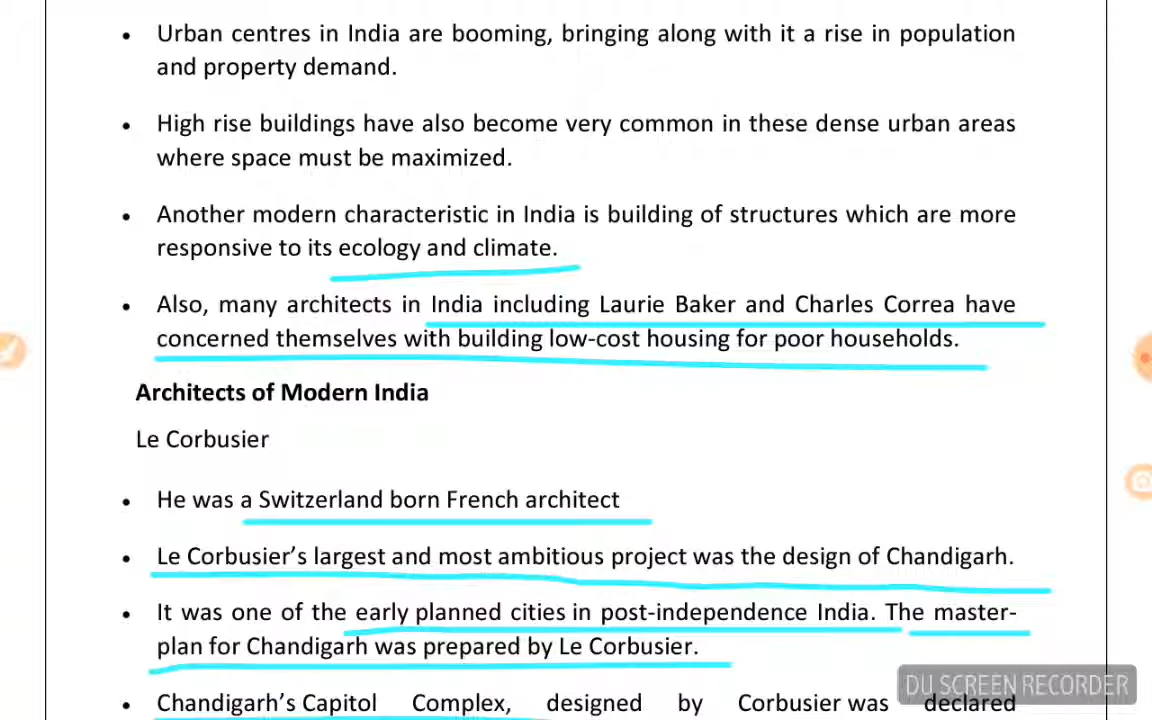 • Urban centres in India are booming, bringing along with it a rise in population
and property demand.
• High rise buildings have also become very common in these dense urban areas
where space must be maximized.
• Another modern characteristic in India is building of structures which are more
responsive to its ecology and climate.
• Also, many architects in India including Laurie Baker and Charles Correa have
concerned themselves with building low-cost housing for poor households.
Architects of Modern India
Le Corbusier
• He was a Switzerland born French architect
• Le Corbusier’s largest and most ambitious project was the design of Chandigarh.
• It was one of the early planned cities in post-independence India. The master-
plan for Chandigarh was prepared by Le Corbusier.
• Chandigarh’s Capitol Complex, designed by Corbusier was declared
DU SCREEN RECORDER